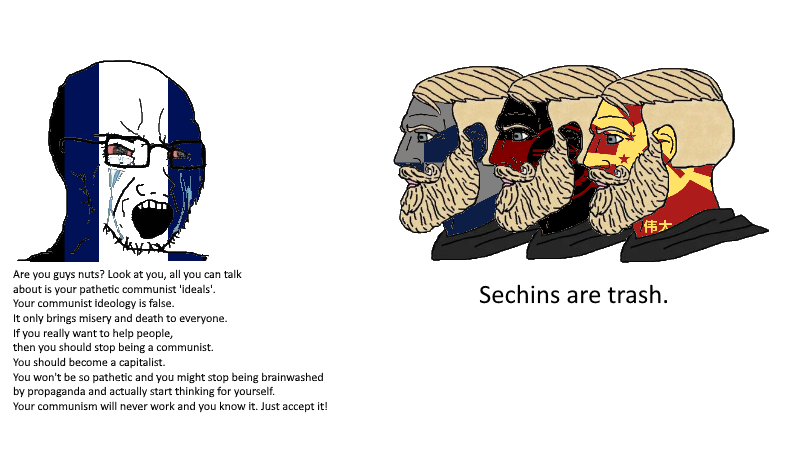 Are you guys nuts? Look at you, all you can talk
about is your pathetic communist 'ideals'.
Your communist ideology is false.
It only brings misery and death to everyone.
If you really want to help people,
then you should stop being a communist.
You should become a capitalist.
You won't be so pathetic and you might stop being brainwashed
by propaganda and actually start thinking for yourself.
Your communism will never work and you know it. Just accept it!
伟大
Sechins are trash.